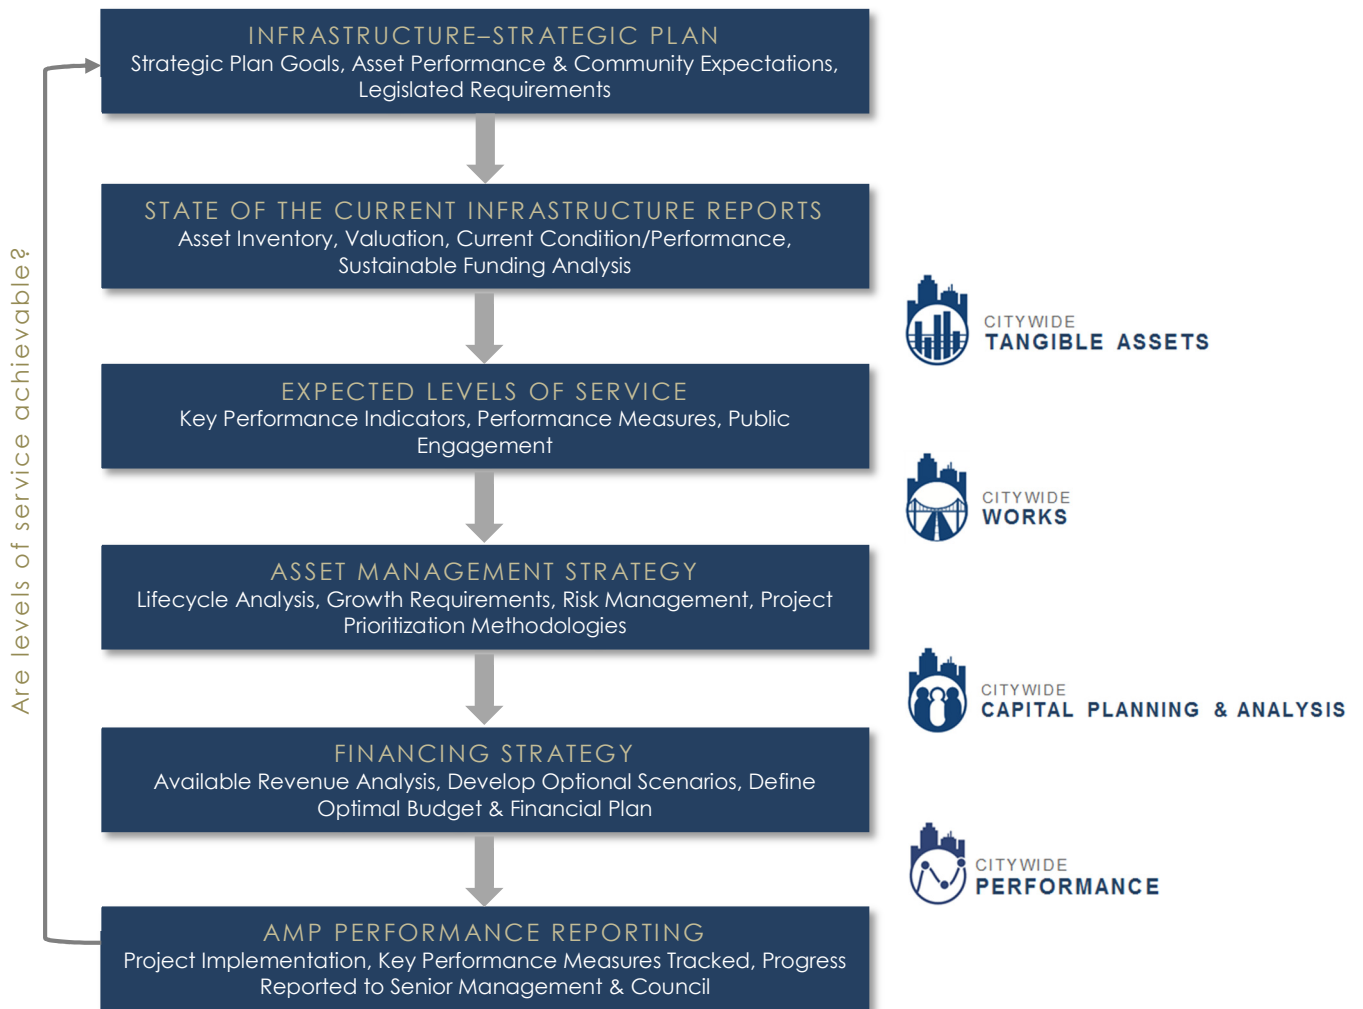 INFRASTRUCTURE–STRATEGIC PLAN
Strategic Plan Goals, Asset Performance & Community Expectations,
Legislated Requirements
STATE OF THE CURRENT INFRASTRUCTURE REPORTS
Asset Inventory, Valuation, Current Condition/Performance,
Sustainable Funding Analysis
EXPECTED LEVELS OF SERVICE
Key Performance Indicators, Performance Measures, Public
Engagement
ASSET MANAGEMENT STRATEGY
Lifecycle Analysis, Growth Requirements, Risk Management, Project
Prioritization Methodologies
FINANCING STRATEGY
Available Revenue Analysis, Develop Optional Scenarios, Define
Optimal Budget & Financial Plan
AMP PERFORMANCE REPORTING
Project Implementation, Key Performance Measures Tracked, Progress
Reported to Senior Management & Council
Are levels of service achievable?
CITYWIDE
TANGIBLE ASSETS
CITYWIDE
WORKS
CITYWIDE
CAPITAL PLANNING & ANALYSIS
CITYWIDE
PERFORMANCE